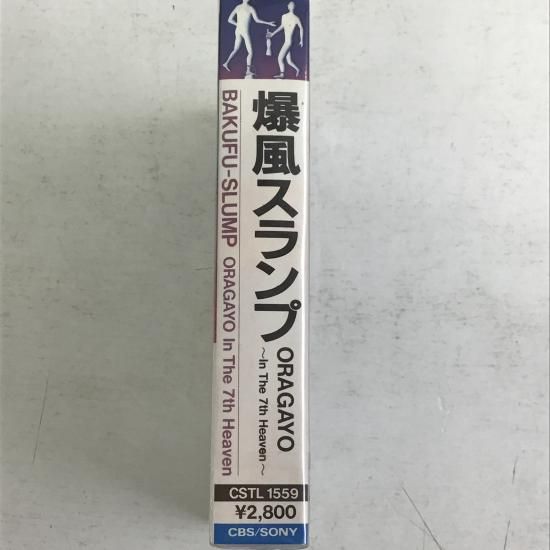 爆風スランプ ORAGAYO ~In The 7th Heaven~
BAKUFU-SLUMP ORAGAYO In The 7th Heaven
CSTL 1559
¥2,800
CBS/SONY